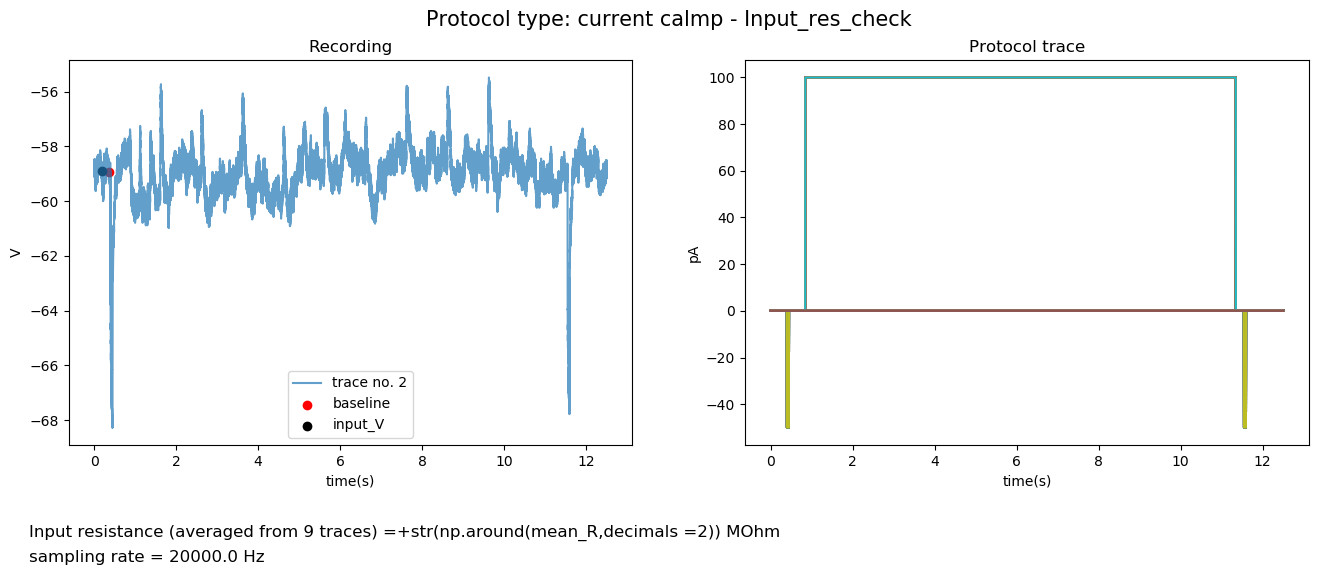 Protocol type: current calmp - Input_res_check
Recording
Protocol trace
−56
−58
−60
−62
−64
−66
−68
V
0
2
4
6
8
10
12
time(s)
trace no. 2
baseline
input_V
100
80
60
40
20
0
−20
−40
pA
0
2
4
6
8
10
12
time(s)
Input resistance (averaged from 9 traces) =+str(np.around(mean_R,decimals =2)) MOhm
sampling rate = 20000.0 Hz